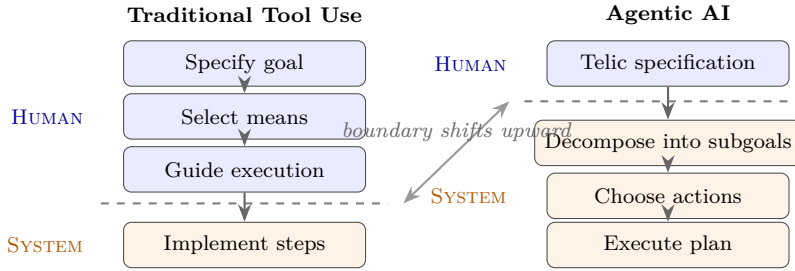 Traditional Tool Use
Specify goal
HUMAN
Select means
Guide execution
SYSTEM
Implement steps
boundary shifts upward
Agentic AI
HUMAN
Telic specification
Decompose into subgoals
SYSTEM
Choose actions
Execute plan